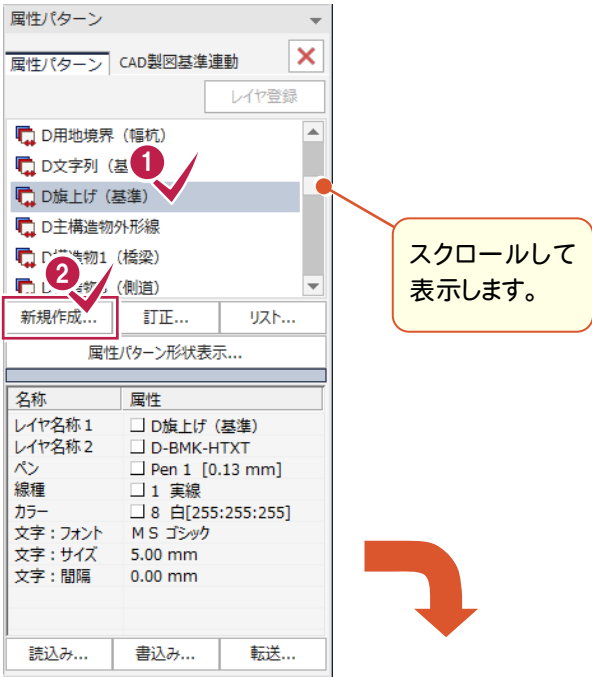 属性パターン
属性パターン CAD製図基準連動
レイヤ登録
D用地境界（幅杭）
D文字列（基
1
D旗上げ（基準）
D主構造物外形線
物1（橋梁）
2
（側道）
スクロールして
表示します。
新規作成... 訂正... リスト...
属性パターン形状表示...
名称 属性
レイヤ名称1 D旗上げ（基準）
レイヤ名称2 D-BMK-HTXT
ペン Pen 1 [0.13 mm]
線種 1 実線
カラー 8 白[255:255:255]
文字：フォント ＭＳ ゴシック
文字：サイズ 5.00 mm
文字：間隔 0.00 mm
読込み... 書込み... 転送...